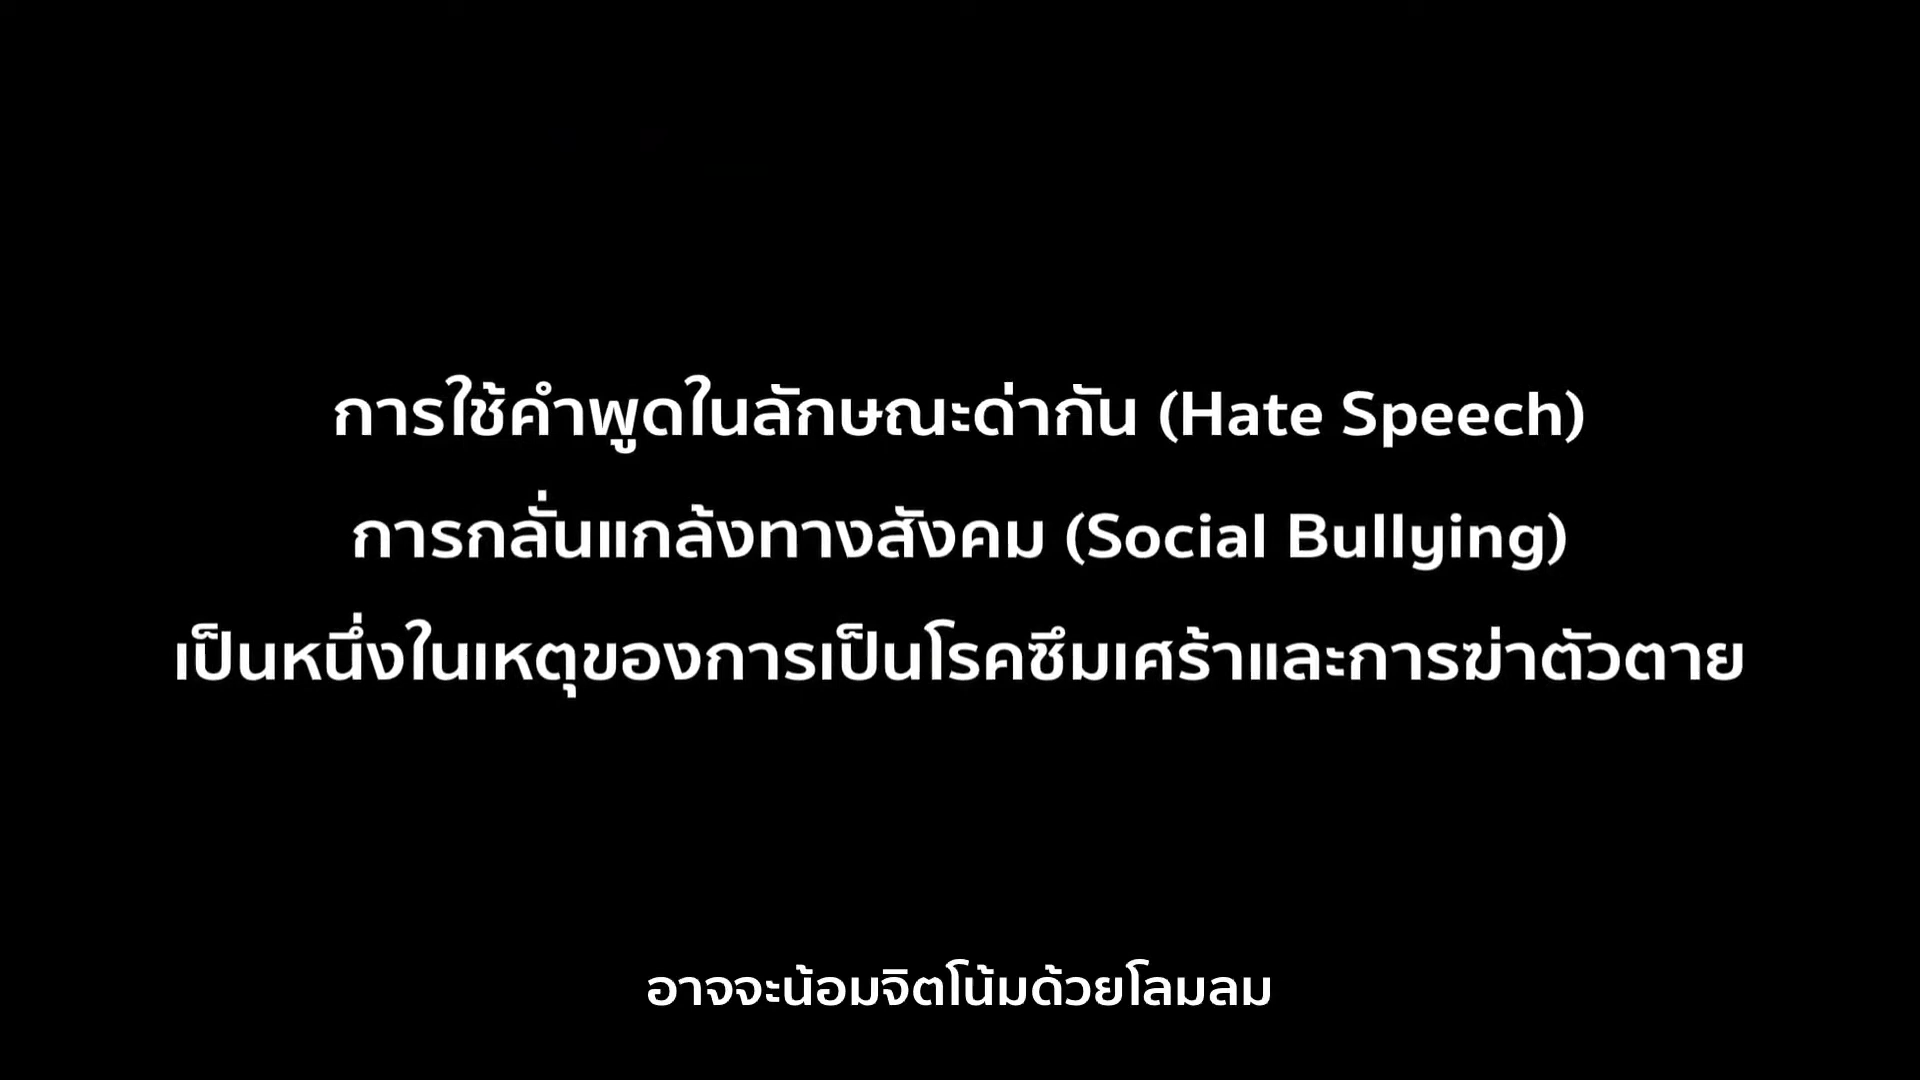 การใช้คำพูดในลักษณะด่ากัน (Hate Speech)
การกลั่นแกล้งทางสังคม (Social Bullying)
เป็นหนึ่งในเหตุของการเป็นโรคซึมเศร้าและการฆ่าตัวตาย
อาจจะน้อมจิตโน้มด้วยโลมลม